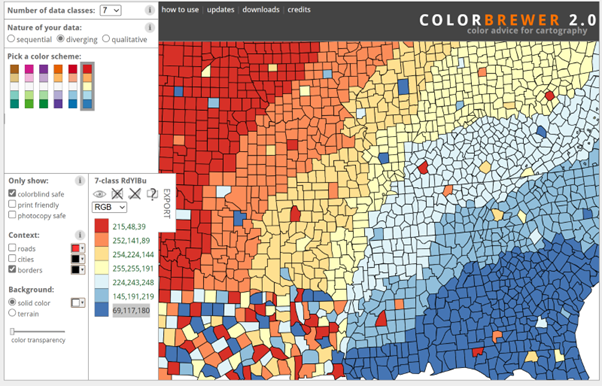 Number of data classes: 7 i
how to use | updates | downloads | credits
COLORBREWER 2.0
color advice for cartography
Nature of your data: i
sequential diverging qualitative
Pick a color scheme:
Only show: i
colorblind safe
print friendly
photocopy safe
Context: i
roads
cities
borders
Background: i
solid color
terrain
color transparency
7-class RdYlBu
?
EXPORT
RGB
215,48,39
252,141,89
254,224,144
255,255,191
224,243,248
145,191,219
69,117,180